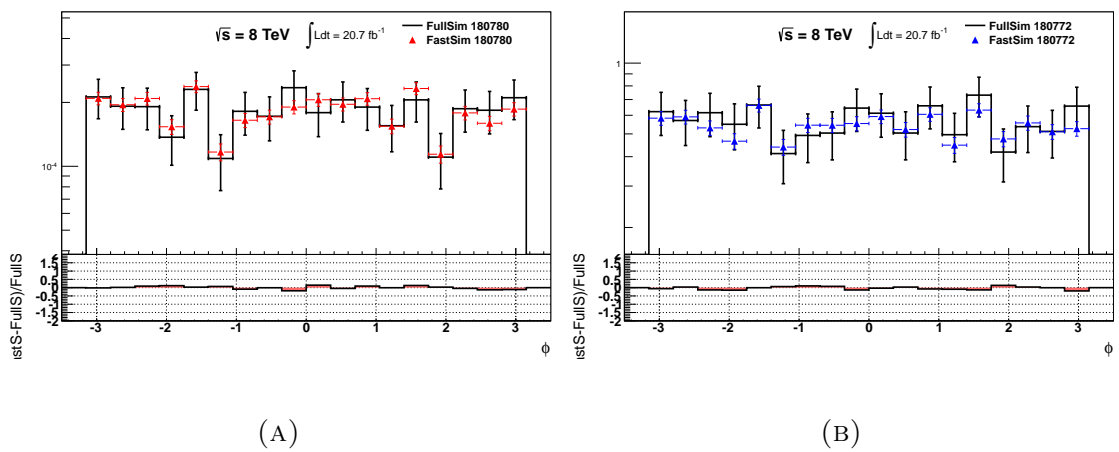 √s = 8 TeV ∫Ldt = 20.7 fb⁻¹
FullSim 180780
FastSim 180780
10⁻⁴
ıstS-FullS)/FullS
1.5
1
0.5
0
-0.5
-1
-1.5
-2
-3 -2 -1 0 1 2 3
ϕ
(A)
√s = 8 TeV ∫Ldt = 20.7 fb⁻¹
FullSim 180772
FastSim 180772
1
ıstS-FullS)/FullS
1.5
1
0.5
0
-0.5
-1
-1.5
-2
-3 -2 -1 0 1 2 3
ϕ
(B)